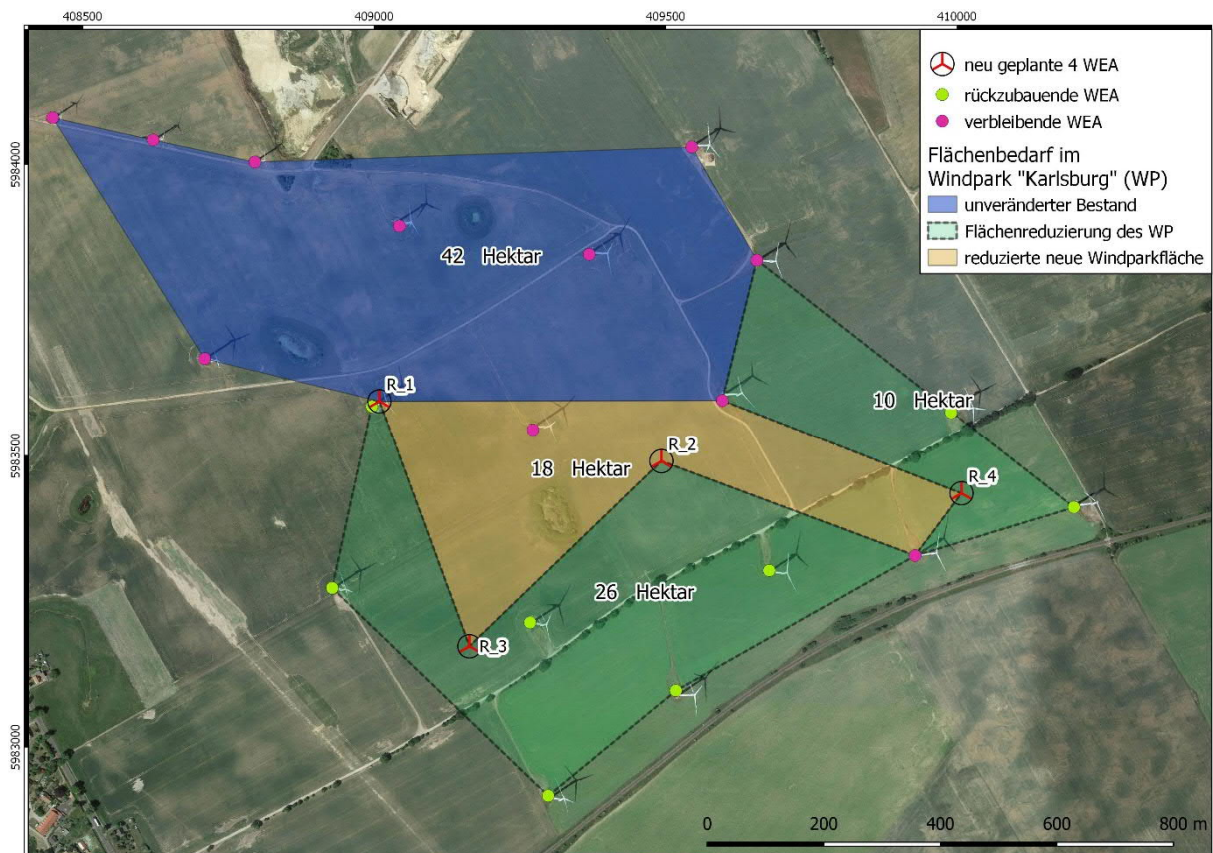 408500
409000
409500
410000
5984000
5983500
5983000
neu geplante 4 WEA
rückzubauende WEA
verbleibende WEA
Flächenbedarf im
Windpark "Karlsburg" (WP)
unveränderter Bestand
Flächenreduzierung des WP
reduzierte neue Windparkfläche
42 Hektar
R_1
10 Hektar
R_2
18 Hektar
R_4
26 Hektar
R_3
0
200
400
600
800 m